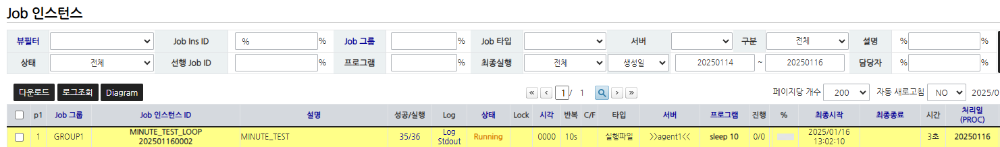 Job 인스턴스
뷰필터 Job Ins ID % % Job 그룹 % Job 타입 서버 구분 전체 설명 % %
상태 전체 선행 Job ID % 프로그램 % 최종실행 전체 생성일 20250114 ~ 20250116 담당자 % %
다운로드 로그조회 Diagram « ‹ 1 / 1 › » 페이지당 개수 200 자동 새로고침 NO 2025/0
p1 Job 그룹 Job 인스턴스 ID 설명 성공/실행 Log 상태 Lock 시각 반복 C/F 타입 서버 프로그램 진행 % 최종시작 최종종료 시간 처리일
(PROC)
1 GROUP1 MINUTE_TEST_LOOP
202501160002 MINUTE_TEST 35/36 Log
Stdout Running 0000 10s 실행파일 >>agent1<< sleep 10 0/0 2025/01/16
13:02:10 3초 20250116